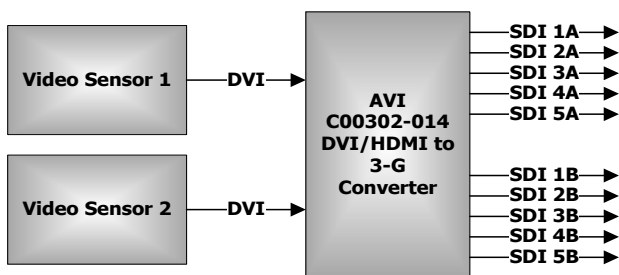 Video Sensor 1
DVI
Video Sensor 2
DVI
AVI
C00302-014
DVI/HDMI to
3-G
Converter
SDI 1A
SDI 2A
SDI 3A
SDI 4A
SDI 5A
SDI 1B
SDI 2B
SDI 3B
SDI 4B
SDI 5B